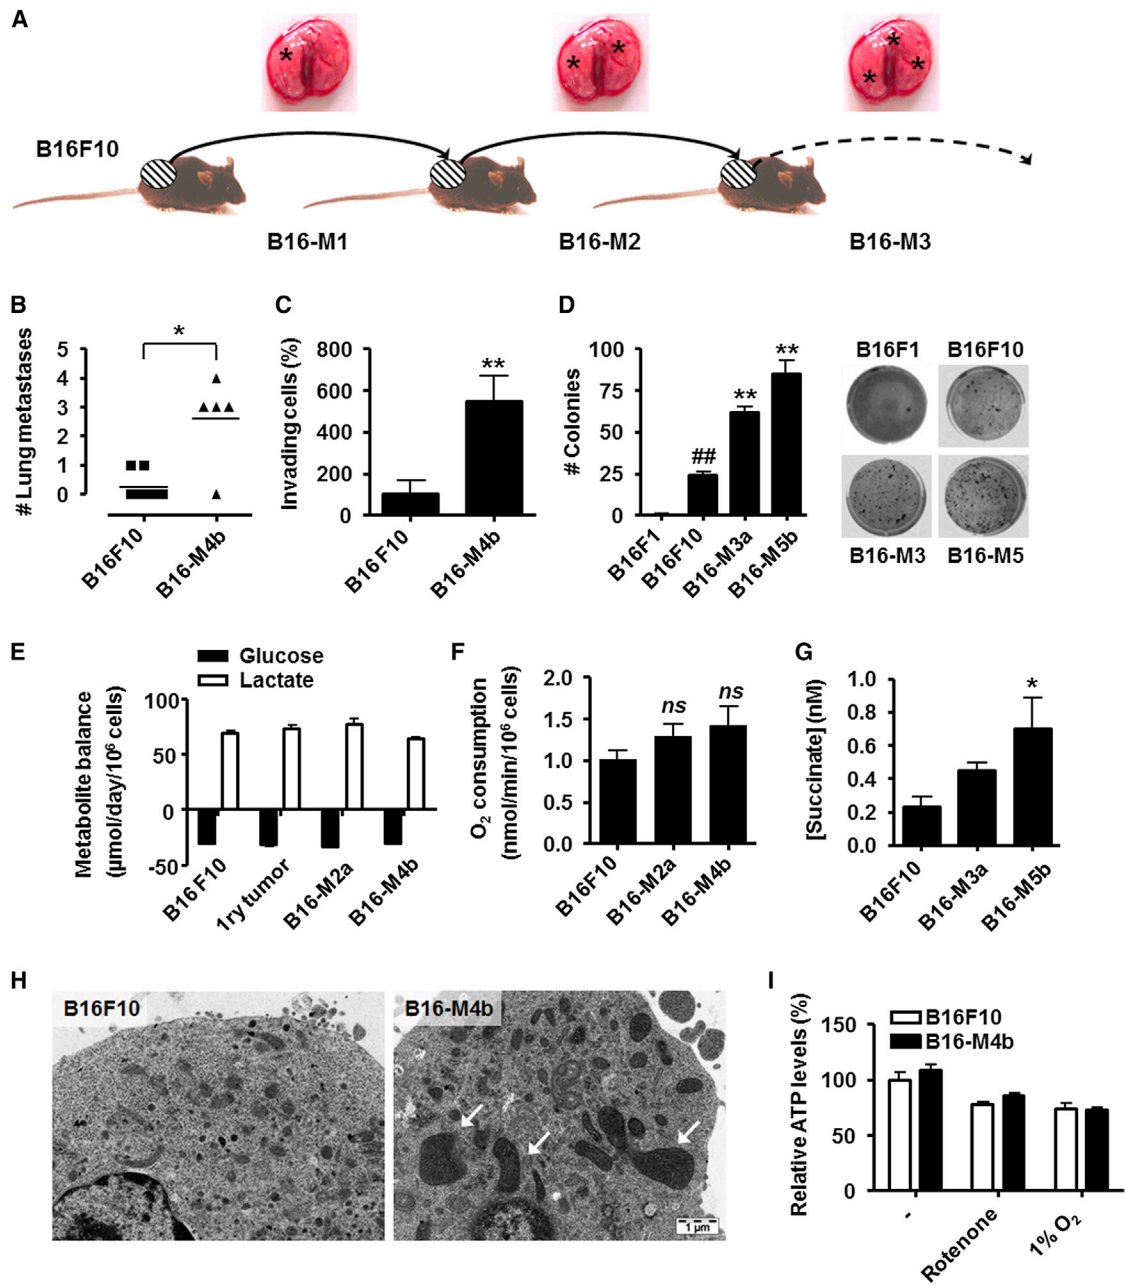 A
* * * * * *
B16F10
B16-M1 B16-M2 B16-M3
B
# Lung metastases
5
4
3
2
1
0
*
B16F10
B16-M4b
C
Invading cells (%)
800
600
400
200
0
**
B16F10
B16-M4b
D
# Colonies
100
75
50
25
0
##
**
**
B16F1
B16F10
B16-M3a
B16-M5b
B16F1 B16F10
B16-M3 B16-M5
E
Glucose
Lactate
Metabolite balance
(µmol/day/10⁶ cells)
100
50
0
-50
B16F10
1ry tumor
B16-M2a
B16-M4b
F
O₂ consumption
(nmol/min/10⁶ cells)
2.0
1.5
1.0
0.5
0.0
ns
ns
B16F10
B16-M2a
B16-M4b
G
[Succinate] (nM)
1.0
0.8
0.6
0.4
0.2
0.0
*
B16F10
B16-M3a
B16-M5b
H
B16F10
B16-M4b
1 µm
I
B16F10
B16-M4b
Relative ATP levels (%)
150
100
50
0
-
Rotenone
1% O₂